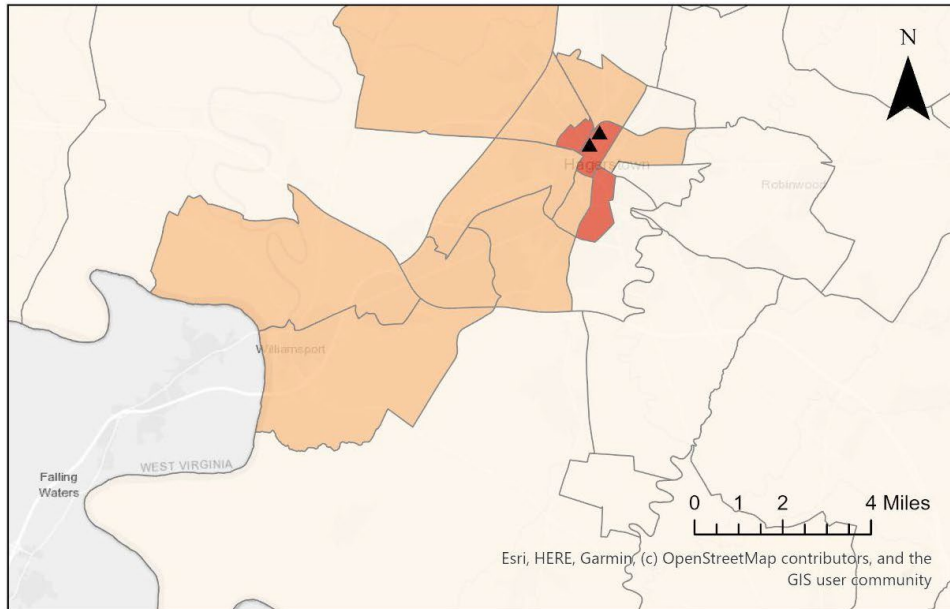 N
Hagerstown
Robinwood
Williamsport
WEST VIRGINIA
Falling
Waters
0 1 2 4 Miles
Esri, HERE, Garmin, (c) OpenStreetMap contributors, and the
GIS user community